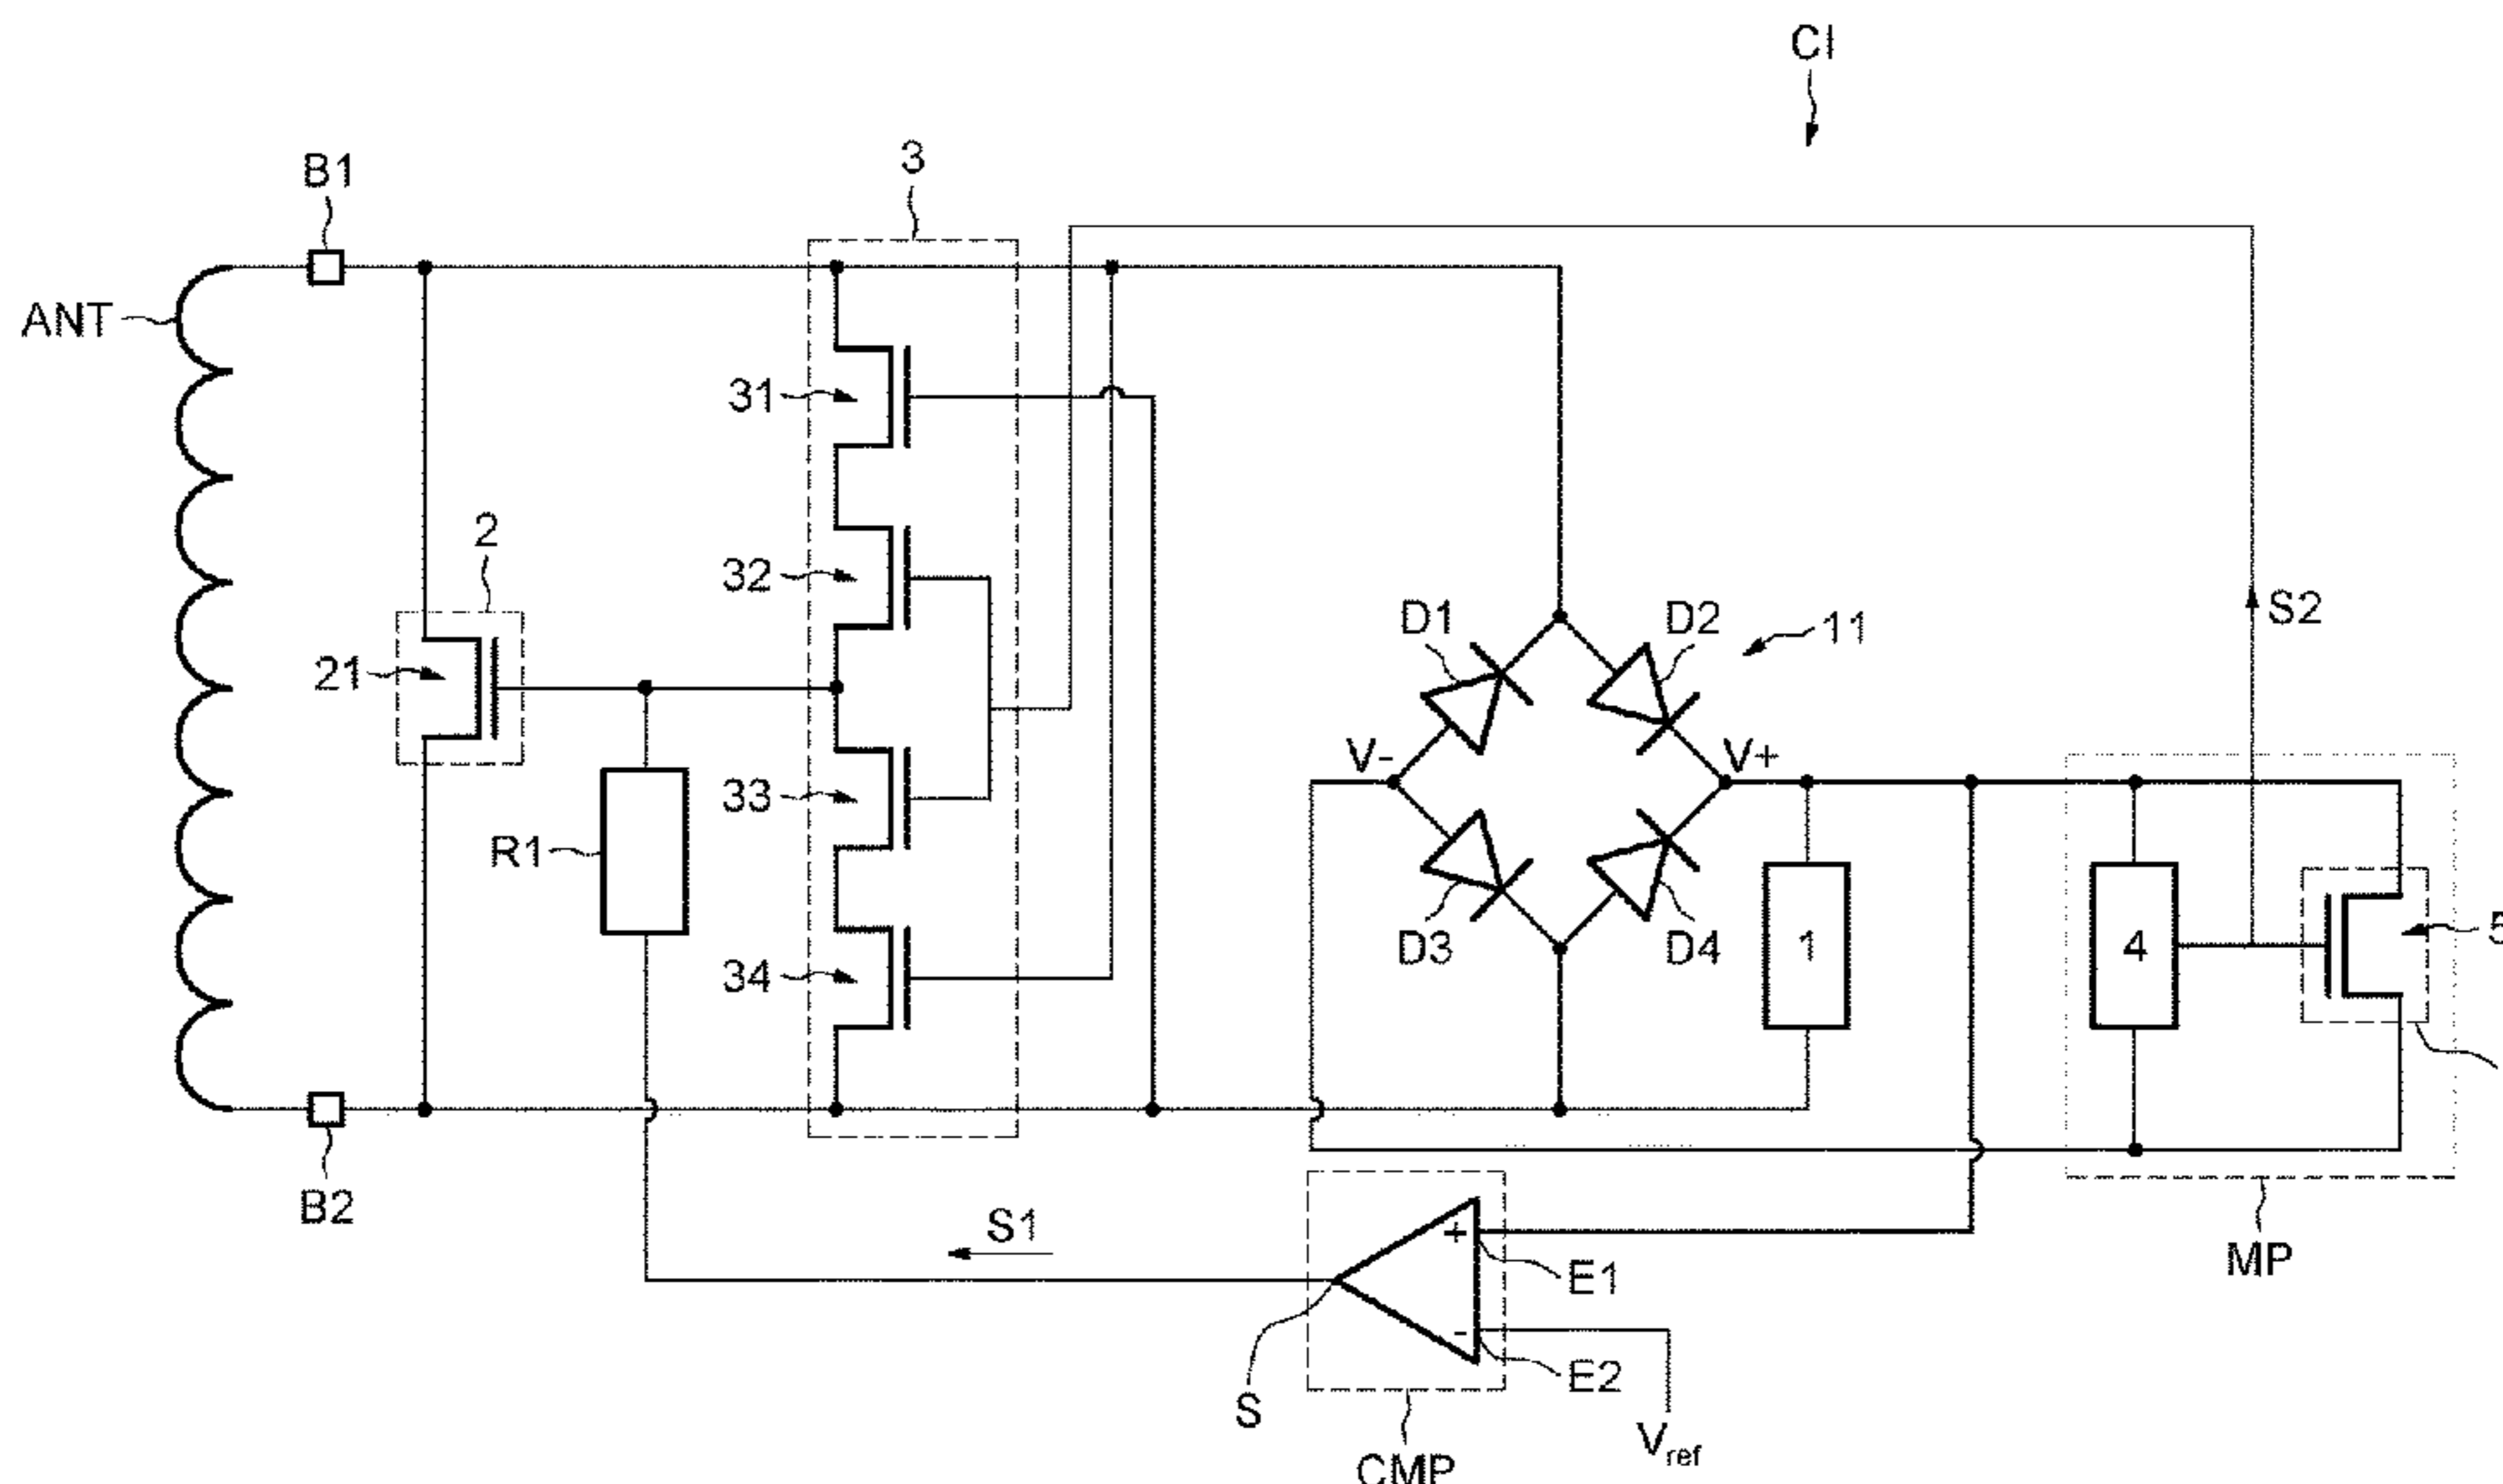 CI
3
B1
ANT
31
2
32
S2
D1
D2
11
21
V-
V+
33
R1
5
D3
D4
1
4
34
B2
S1
+
E1
MP
-
E2
S
Vref
CMP